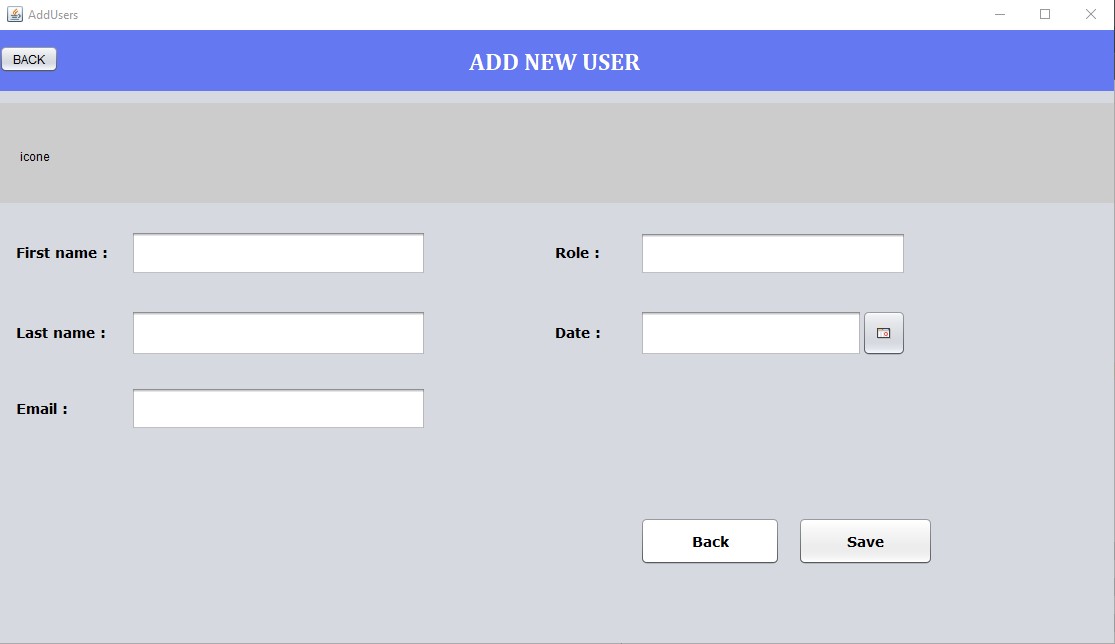 AddUsers
BACK
ADD NEW USER
icone
First name :
Role :
Last name :
Date :
Email :
Back
Save